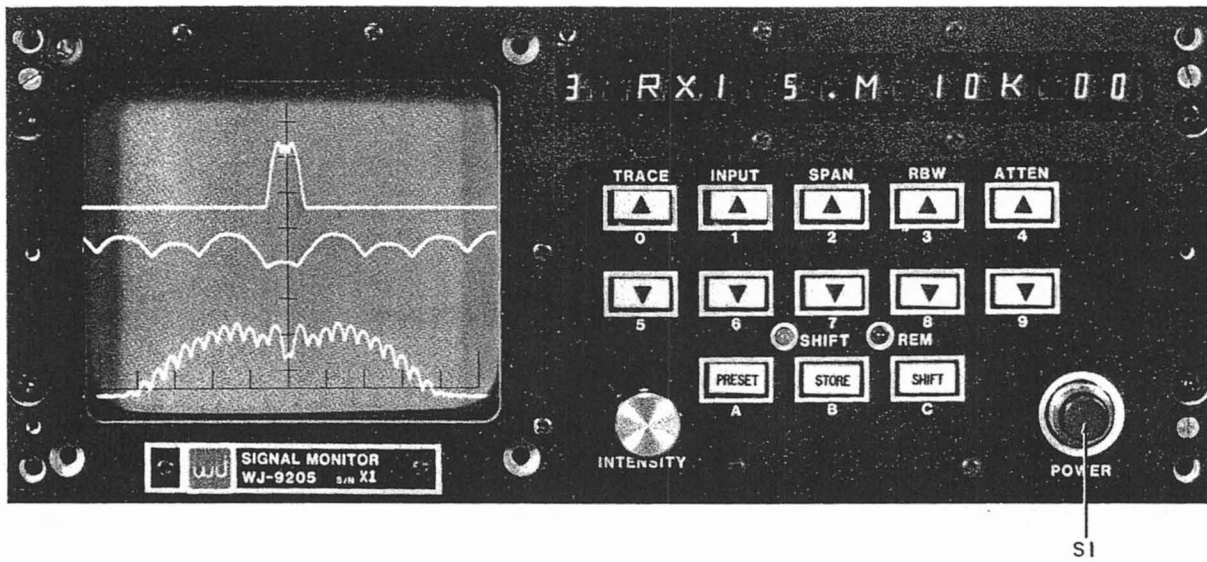 3 RX1 5.M 10K 00
TRACE INPUT SPAN RBW ATTEN
0 1 2 3 4
5 6 7 8 9
SHIFT REM
PRESET STORE SHIFT
A B C
INTENSITY
POWER
WJ SIGNAL MONITOR
WJ-9205 S/N X1
S1